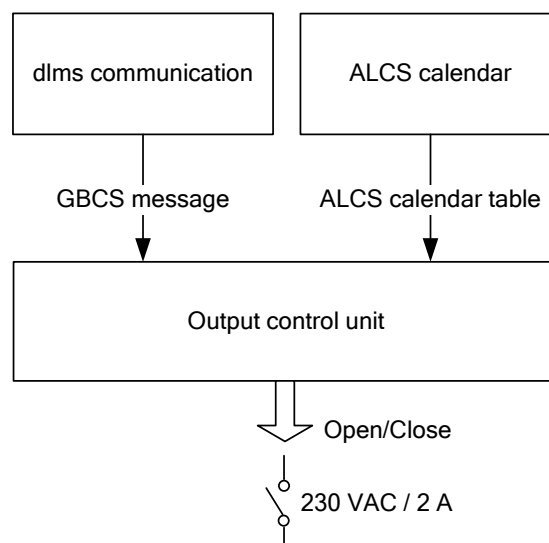 dlms communication
ALCS calendar
GBCS message
ALCS calendar table
Output control unit
Open/Close
230 VAC / 2 A